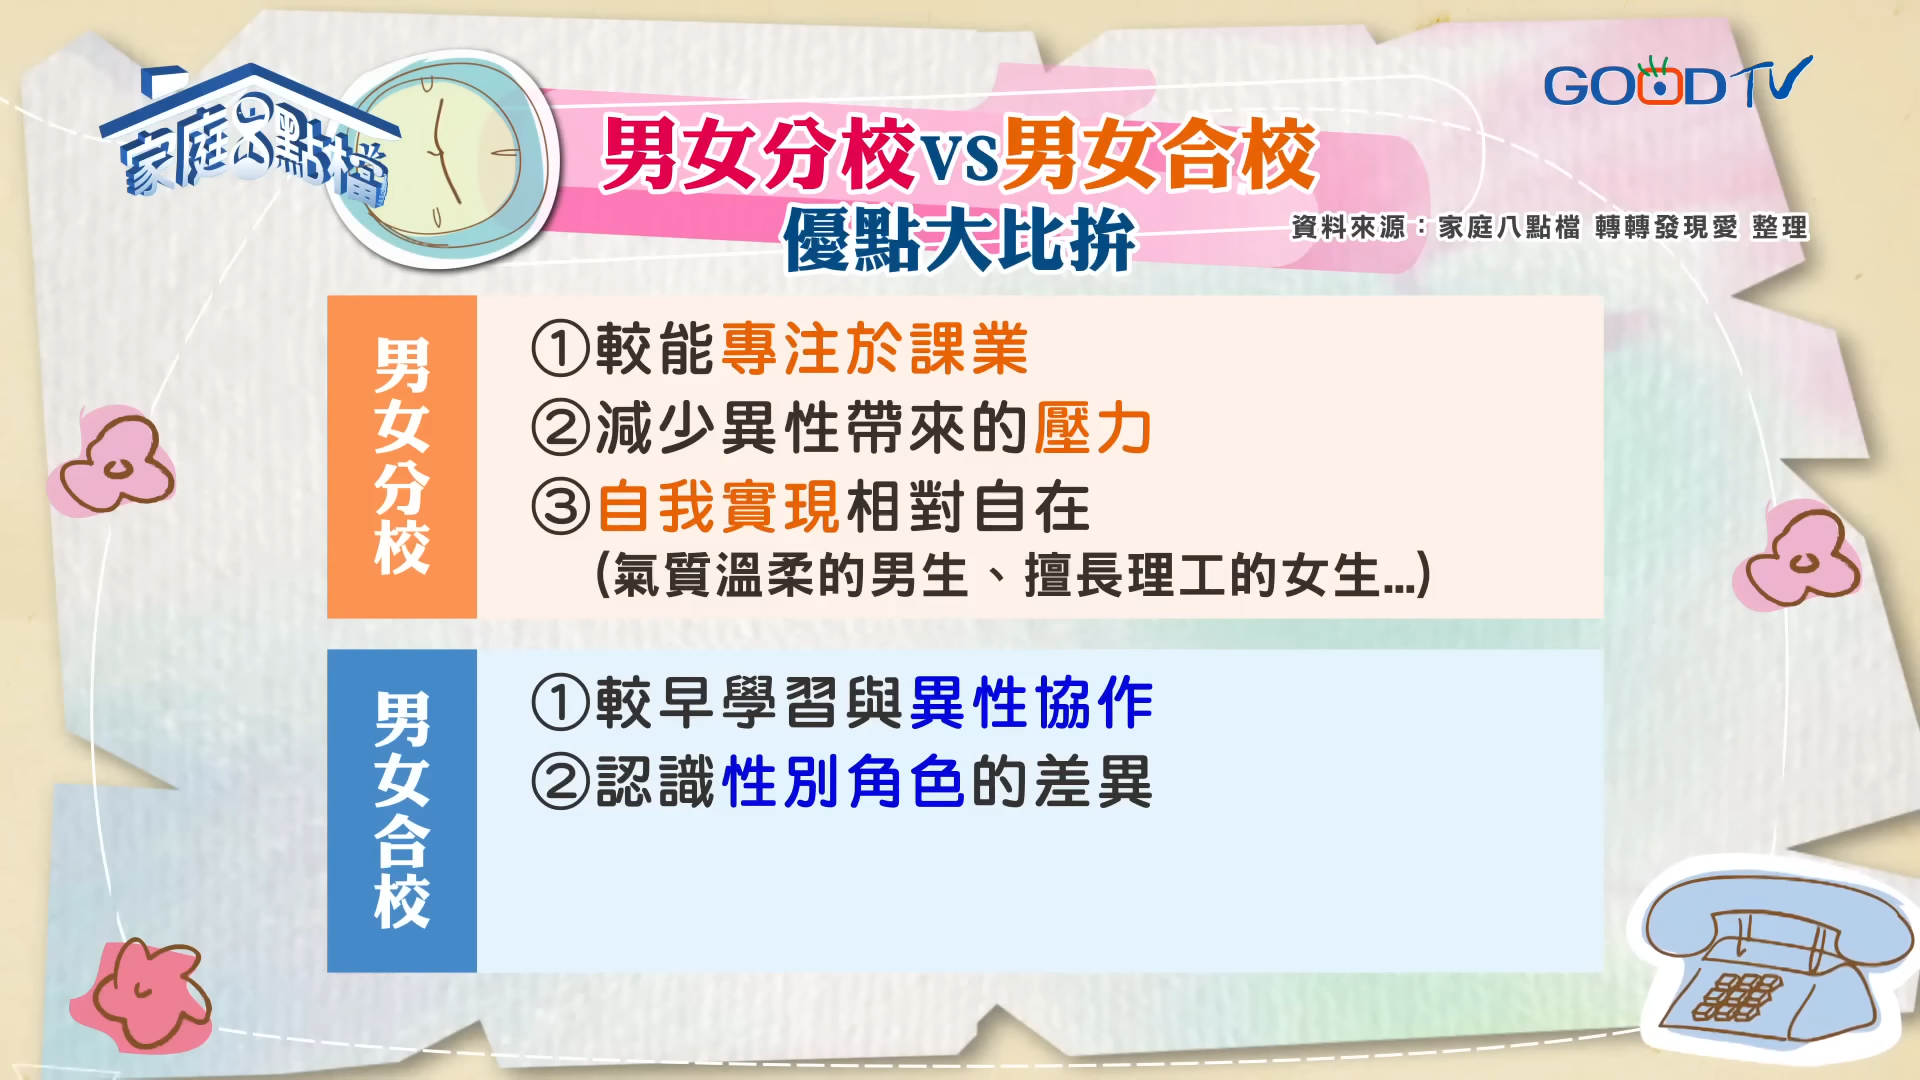 家庭8點檔
GOOD TV
男女分校vs男女合校
優點大比拚
資料來源：家庭八點檔 轉轉發現愛 整理
男女分校
①較能專注於課業
②減少異性帶來的壓力
③自我實現相對自在
(氣質溫柔的男生、擅長理工的女生...)
男女合校
①較早學習與異性協作
②認識性別角色的差異